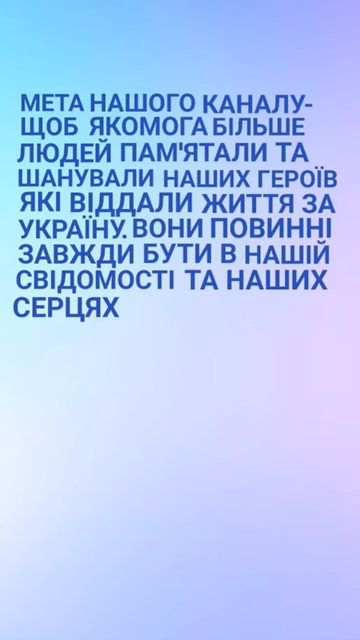 МЕТА НАШОГО КАНАЛУ-
ЩОБ ЯКОМОГА БІЛЬШЕ
ЛЮДЕЙ ПАМ'ЯТАЛИ ТА
ШАНУВАЛИ НАШИХ ГЕРОЇВ
ЯКІ ВІДДАЛИ ЖИТТЯ ЗА
УКРАЇНУ. ВОНИ ПОВИННІ
ЗАВЖДИ БУТИ В НАШІЙ
СВІДОМОСТІ ТА НАШИХ
СЕРЦЯХ